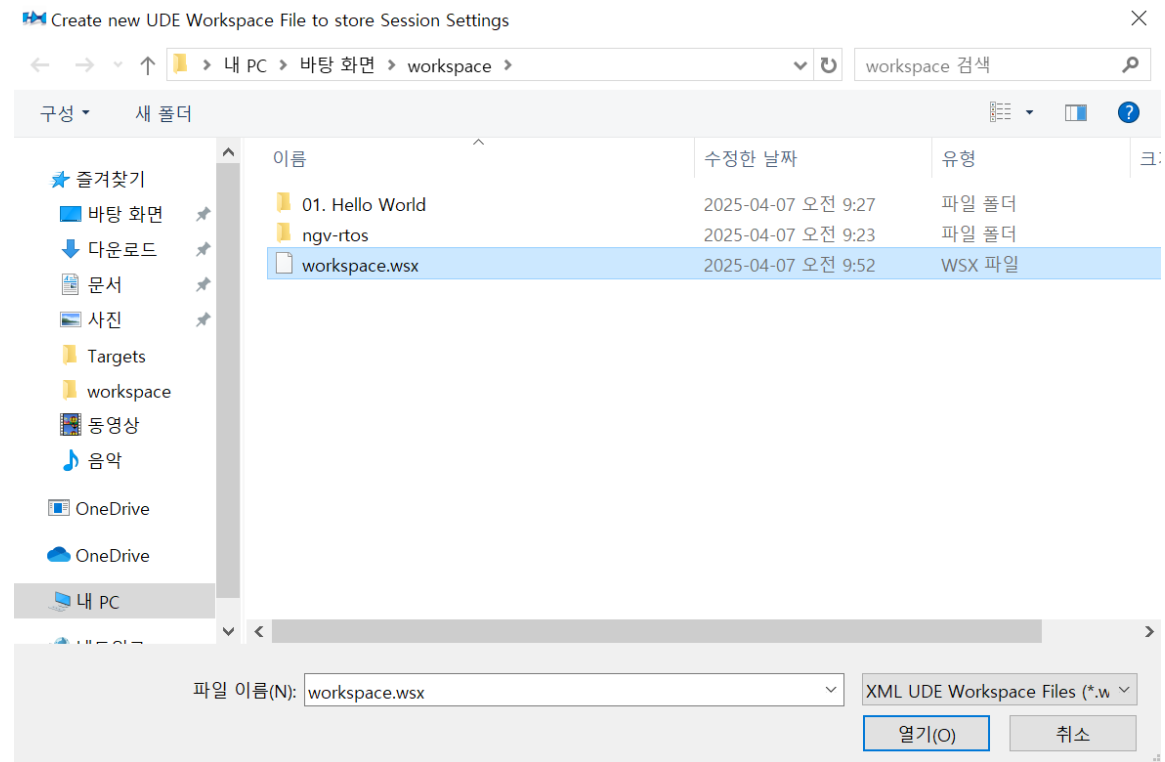 Create new UDE Workspace File to store Session Settings
내 PC > 바탕 화면 > workspace >
workspace 검색
구성
새 폴더
이름 수정한 날짜 유형
즐겨찾기
바탕 화면
다운로드
문서
사진
Targets
workspace
동영상
음악
OneDrive
OneDrive
내 PC
01. Hello World 2025-04-07 오전 9:27 파일 폴더
ngv-rtos 2025-04-07 오전 9:23 파일 폴더
workspace.wsx 2025-04-07 오전 9:52 WSX 파일
파일 이름(N): workspace.wsx
XML UDE Workspace Files (*.w
열기(O) 취소